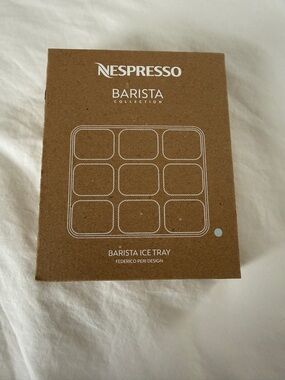 NESPRESSO
BARISTA
COLLECTION
BARISTA ICE TRAY
FEDERICO PERI DESIGN